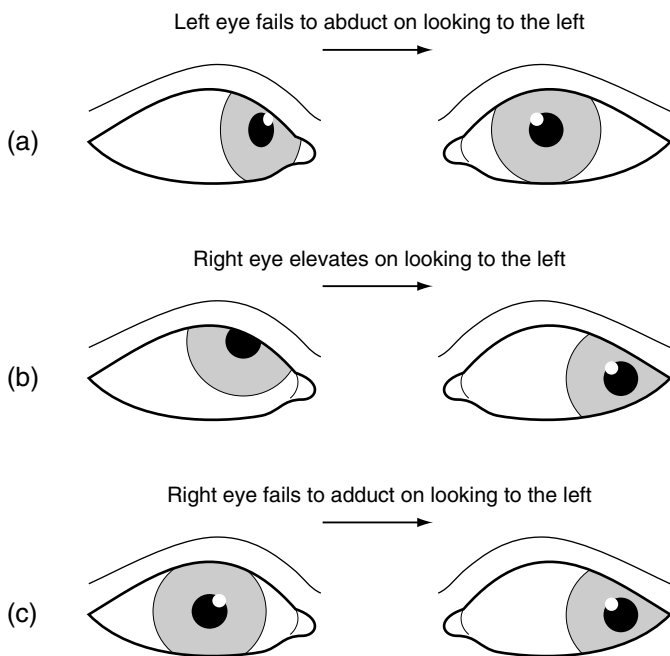 Left eye fails to abduct on looking to the left
(a)
Right eye elevates on looking to the left
(b)
Right eye fails to adduct on looking to the left
(c)